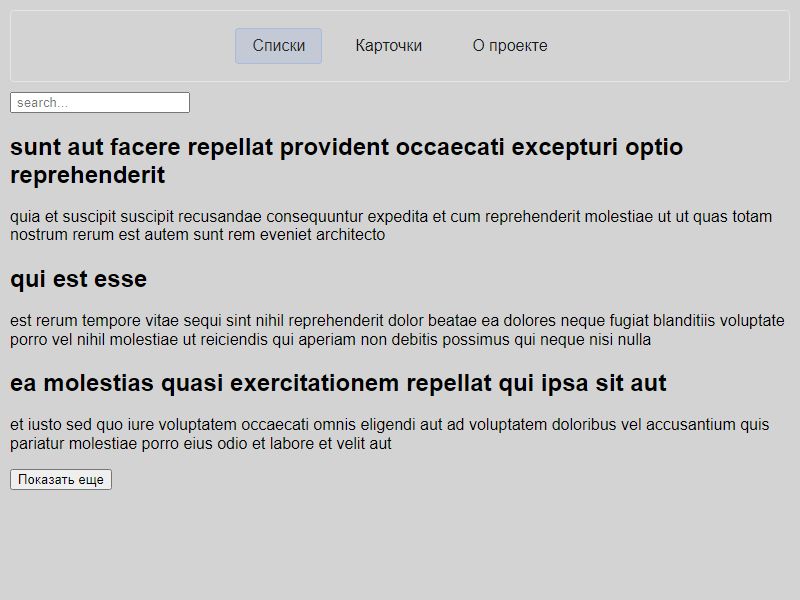 Списки Карточки О проекте
search...
sunt aut facere repellat provident occaecati excepturi optio
reprehenderit
quia et suscipit suscipit recusandae consequuntur expedita et cum reprehenderit molestiae ut ut quas totam
nostrum rerum est autem sunt rem eveniet architecto
qui est esse
est rerum tempore vitae sequi sint nihil reprehenderit dolor beatae ea dolores neque fugiat blanditiis voluptate
porro vel nihil molestiae ut reiciendis qui aperiam non debitis possimus qui neque nisi nulla
ea molestias quasi exercitationem repellat qui ipsa sit aut
et iusto sed quo iure voluptatem occaecati omnis eligendi aut ad voluptatem doloribus vel accusantium quis
pariatur molestiae porro eius odio et labore et velit aut
Показать еще